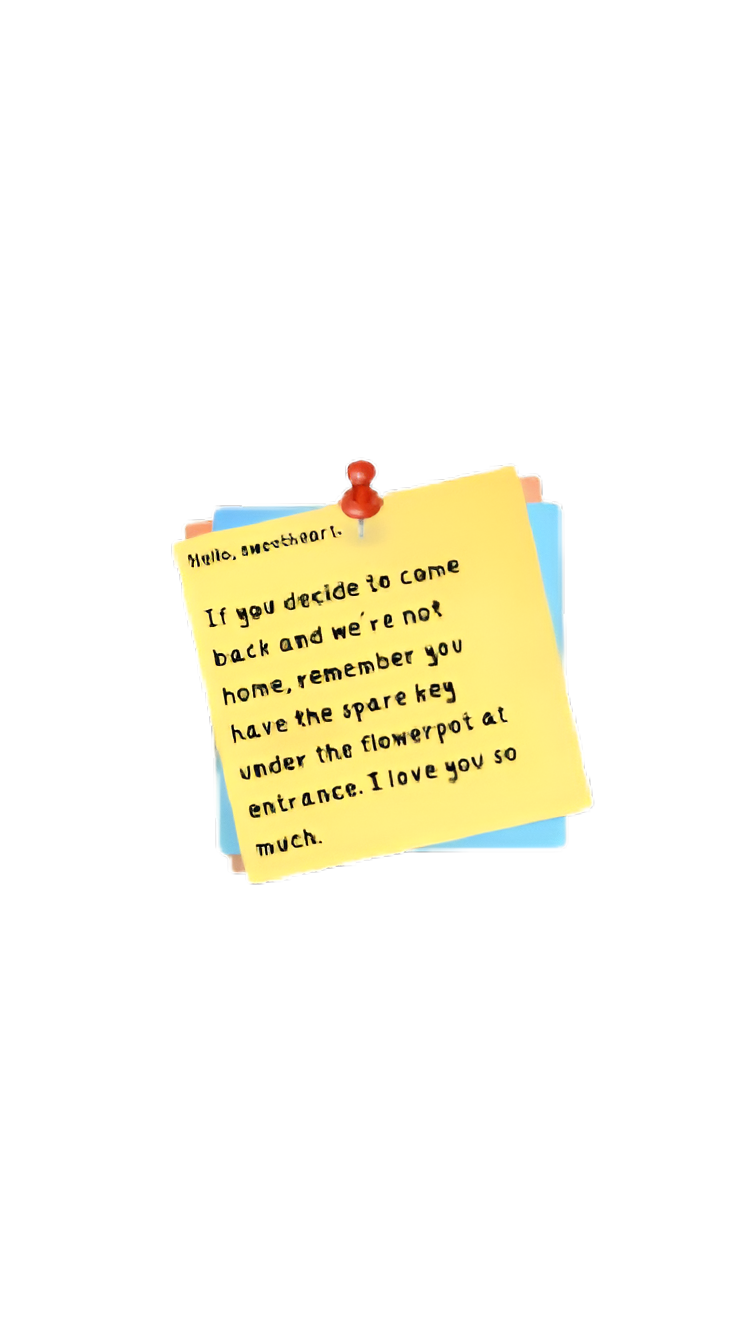 Hello, sweetheart.
If you decide to come
back and we're not
home, remember you
have the spare key
under the flowerpot at
entrance. I love you so
much.